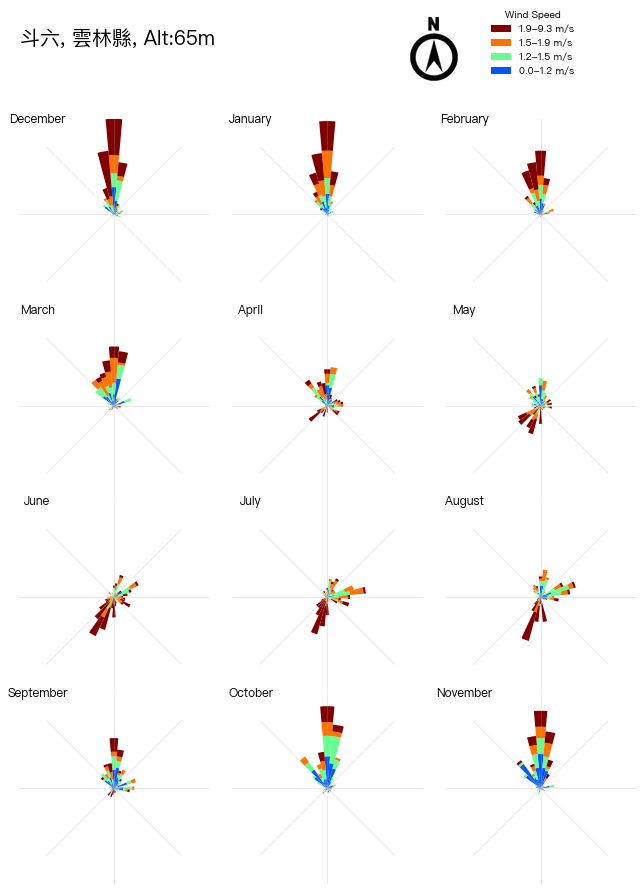 斗六, 雲林縣, Alt:65m
N
Wind Speed
1.9–9.3 m/s
1.5–1.9 m/s
1.2–1.5 m/s
0.0–1.2 m/s
December
January
February
March
April
May
June
July
August
September
October
November